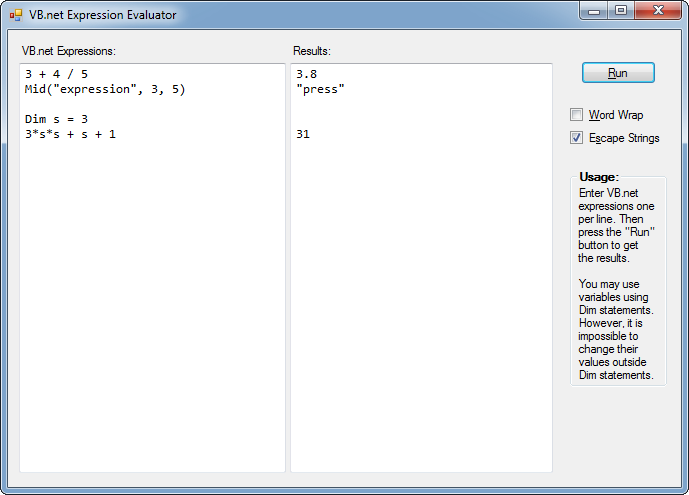 VB.net Expression Evaluator
VB.net Expressions:
3 + 4 / 5
Mid("expression", 3, 5)
Dim s = 3
3*s*s + s + 1
Results:
3.8
"press"
31
Run
Word Wrap
Escape Strings
Usage:
Enter VB.net
expressions one
per line. Then
press the "Run"
button to get
the results.
You may use
variables using
Dim statements.
However, it is
impossible to
change their
values outside
Dim statements.